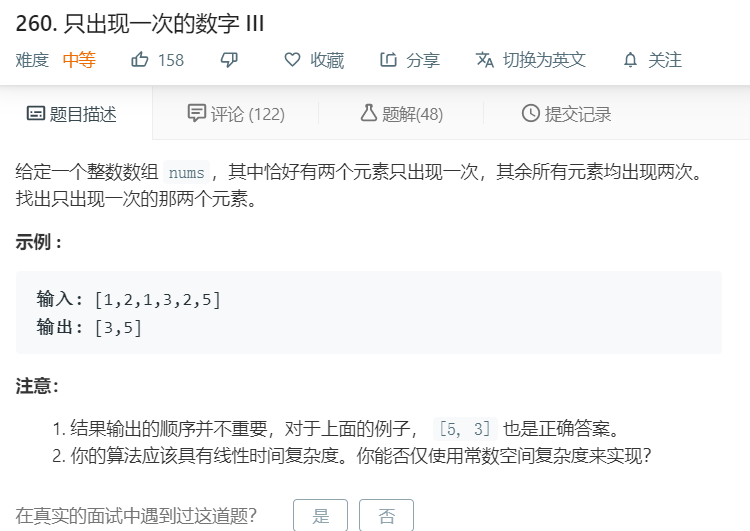 260. 只出现一次的数字 III
难度 中等 158 收藏 分享 切换为英文 关注
题目描述 评论 (122) 题解(48) 提交记录
给定一个整数数组 nums，其中恰好有两个元素只出现一次，其余所有元素均出现两次。
找出只出现一次的那两个元素。
示例 :
输入: [1,2,1,3,2,5]
输出: [3,5]
注意：
1. 结果输出的顺序并不重要，对于上面的例子， [5, 3] 也是正确答案。
2. 你的算法应该具有线性时间复杂度。你能否仅使用常数空间复杂度来实现？
在真实的面试中遇到过这道题？ 是 否